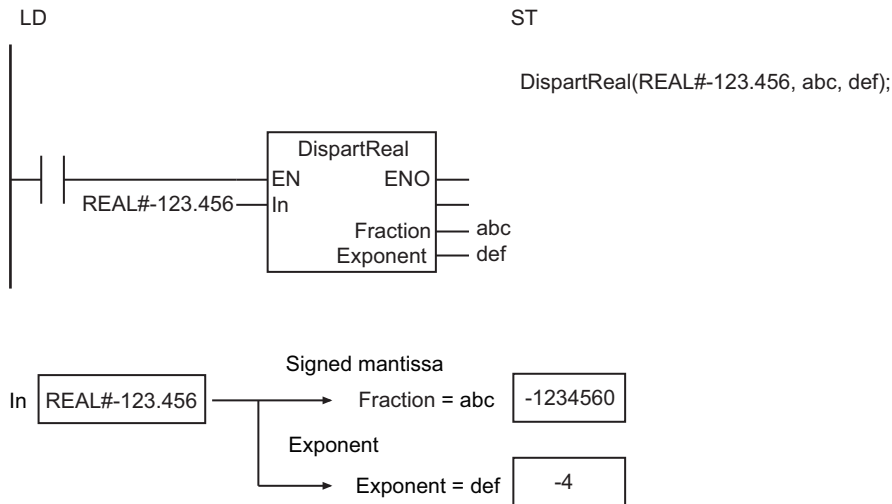 LD
ST
DispartReal(REAL#-123.456, abc, def);
DispartReal
EN ENO
REAL#-123.456 In
Fraction abc
Exponent def
Signed mantissa
In REAL#-123.456 Fraction = abc -1234560
Exponent
Exponent = def -4